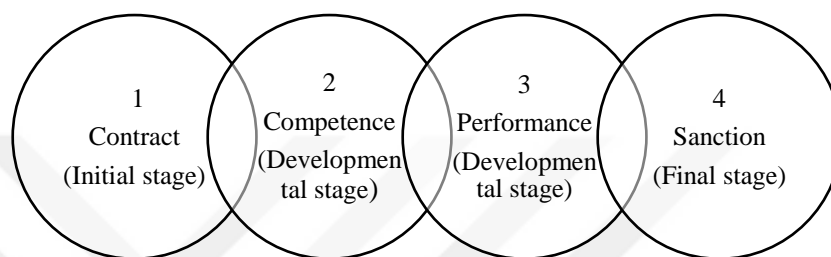 1
Contract
(Initial stage)
2
Competence
(Developmen
tal stage)
3
Performance
(Developmen
tal stage)
4
Sanction
(Final stage)